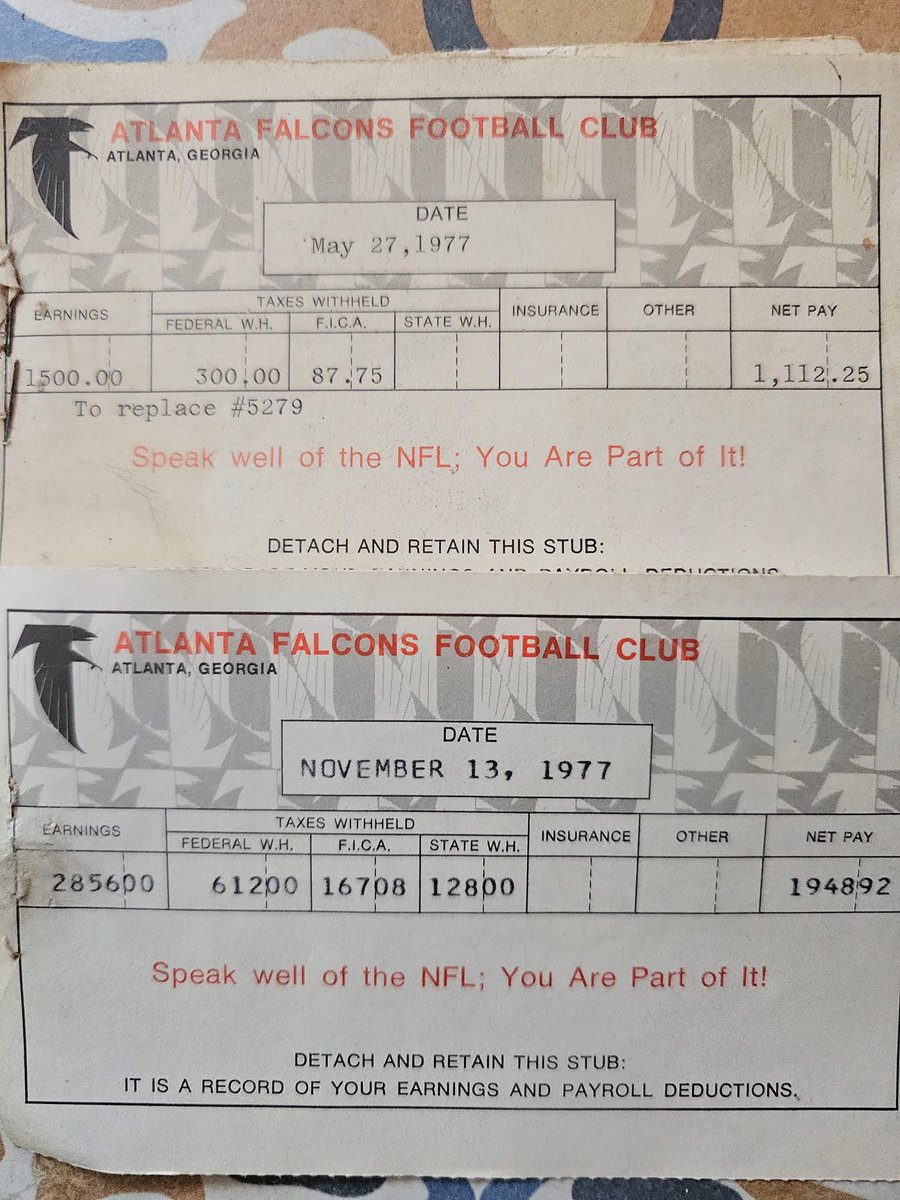 ATLANTA FALCONS FOOTBALL CLUB
ATLANTA, GEORGIA
DATE
May 27,1977
EARNINGS TAXES WITHHELD INSURANCE OTHER NET PAY
FEDERAL W.H. F.I.C.A. STATE W.H.
1500.00 300.00 87.75 1,112.25
To replace #5279
Speak well of the NFL; You Are Part of It!
DETACH AND RETAIN THIS STUB:
EARNINGS AND PAYROLL DEDUCTIONS
ATLANTA FALCONS FOOTBALL CLUB
ATLANTA, GEORGIA
DATE
NOVEMBER 13, 1977
EARNINGS TAXES WITHHELD INSURANCE OTHER NET PAY
FEDERAL W.H. F.I.C.A. STATE W.H.
285600 61200 16708 12800 194892
Speak well of the NFL; You Are Part of It!
DETACH AND RETAIN THIS STUB:
IT IS A RECORD OF YOUR EARNINGS AND PAYROLL DEDUCTIONS.